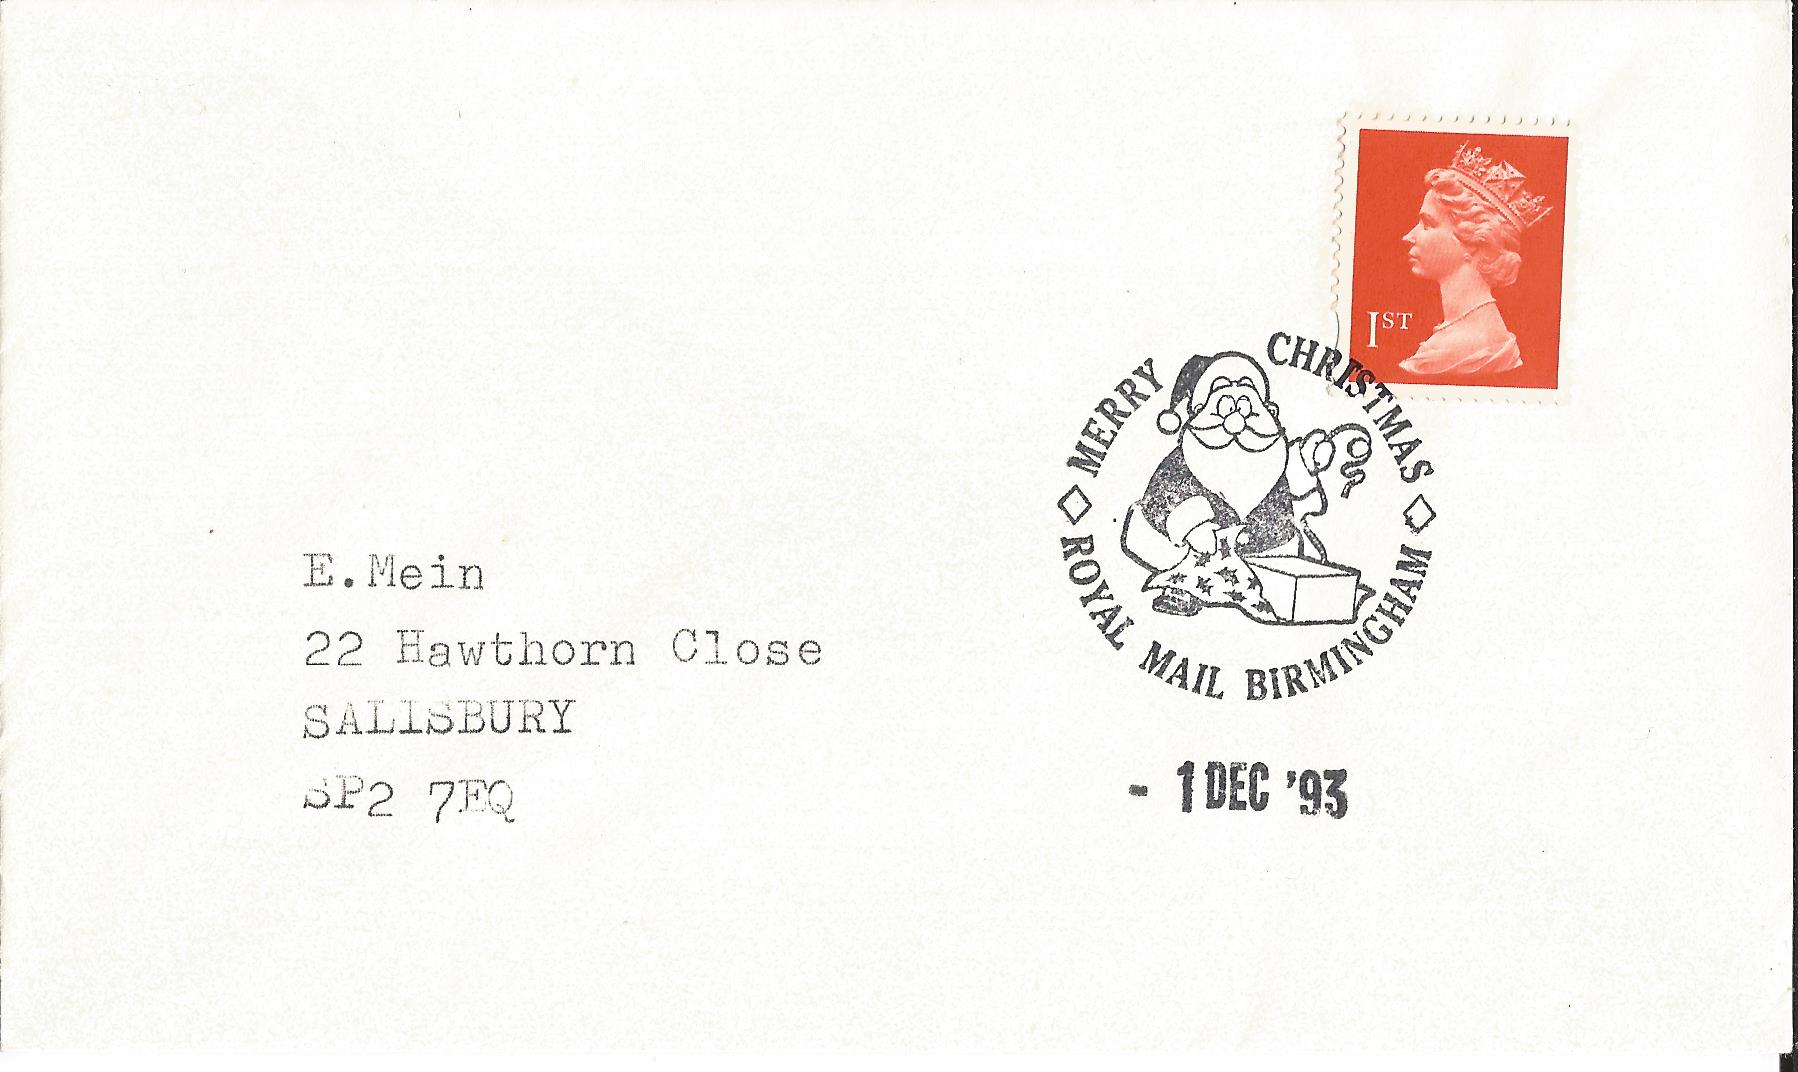 1ST
MERRY CHRISTMAS
ROYAL MAIL BIRMINGHAM
- 1 DEC '93
E.Mein
22 Hawthorn Close
SALISBURY
SP2 7EQ